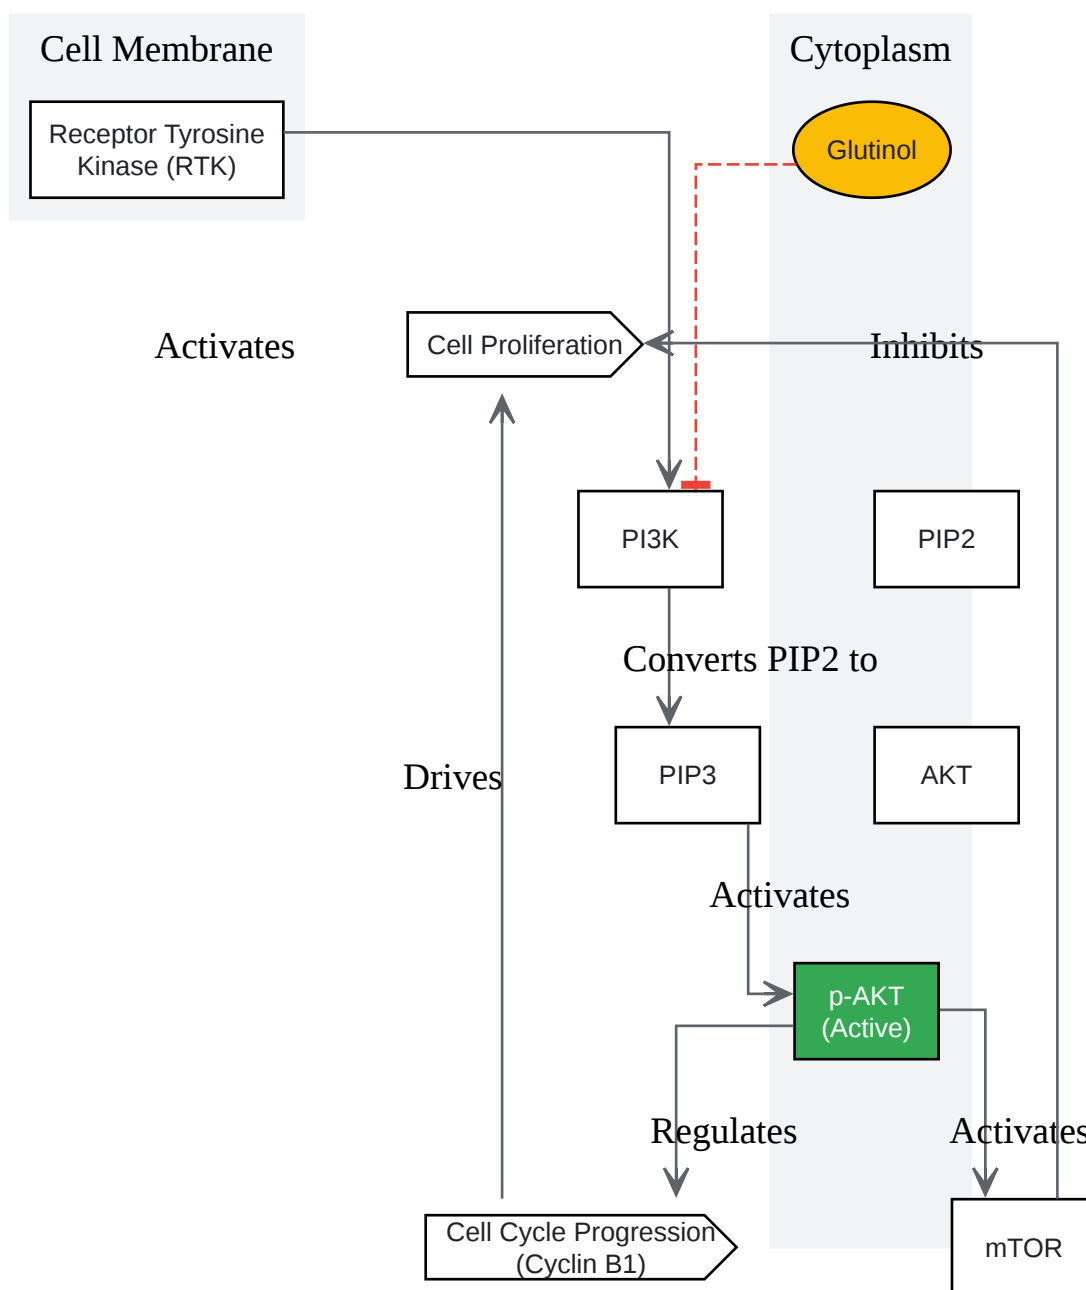 Cell Membrane
Cytoplasm
Receptor Tyrosine
Kinase (RTK)
Glutinol
Activates
Cell Proliferation
Inhibits
PI3K
PIP2
Converts PIP2 to
PIP3
AKT
Drives
Activates
p-AKT
(Active)
Regulates
Activates
Cell Cycle Progression
(Cyclin B1)
mTOR